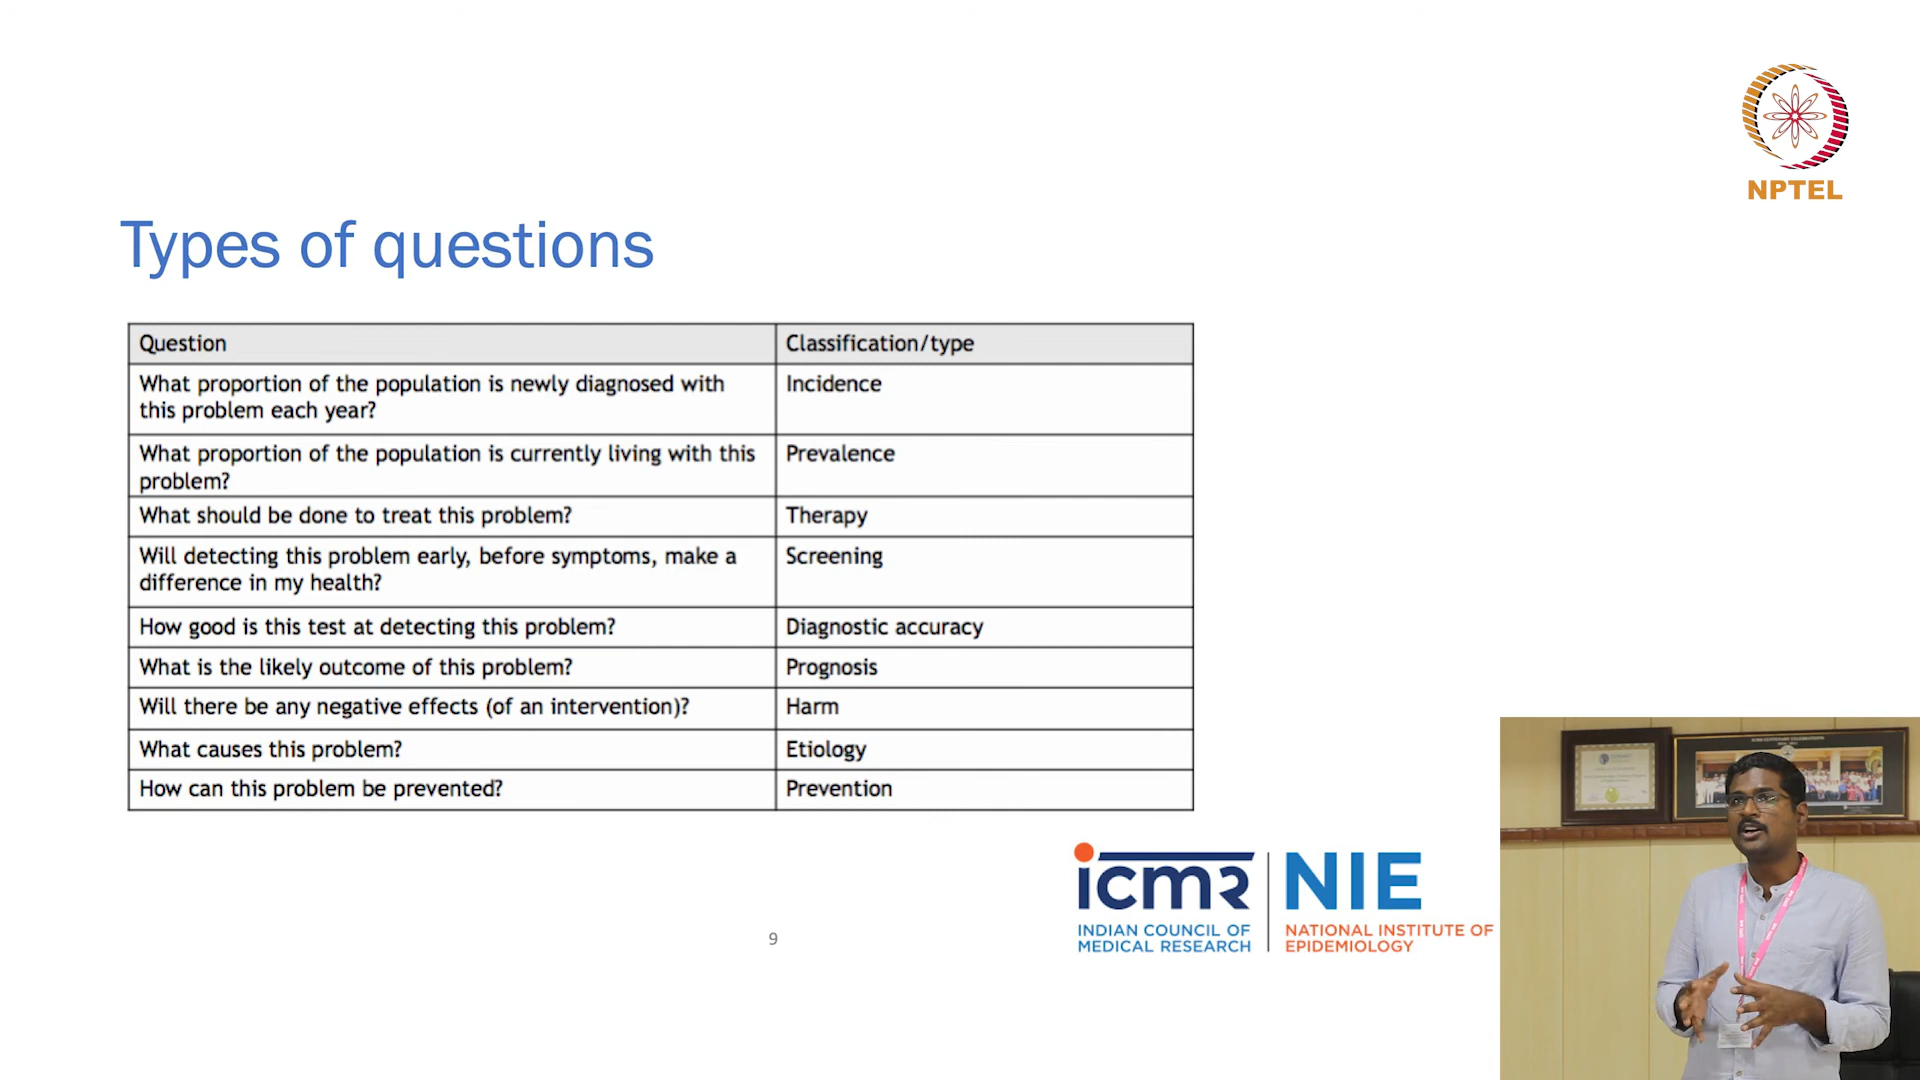 NPTEL
Types of questions
Question Classification/type
What proportion of the population is newly diagnosed with Incidence
this problem each year?
What proportion of the population is currently living with this Prevalence
problem?
What should be done to treat this problem? Therapy
Will detecting this problem early, before symptoms, make a Screening
difference in my health?
How good is this test at detecting this problem? Diagnostic accuracy
What is the likely outcome of this problem? Prognosis
Will there be any negative effects (of an intervention)? Harm
What causes this problem? Etiology
How can this problem be prevented? Prevention
icmr NIE
INDIAN COUNCIL OF NATIONAL INSTITUTE OF
MEDICAL RESEARCH EPIDEMIOLOGY
9